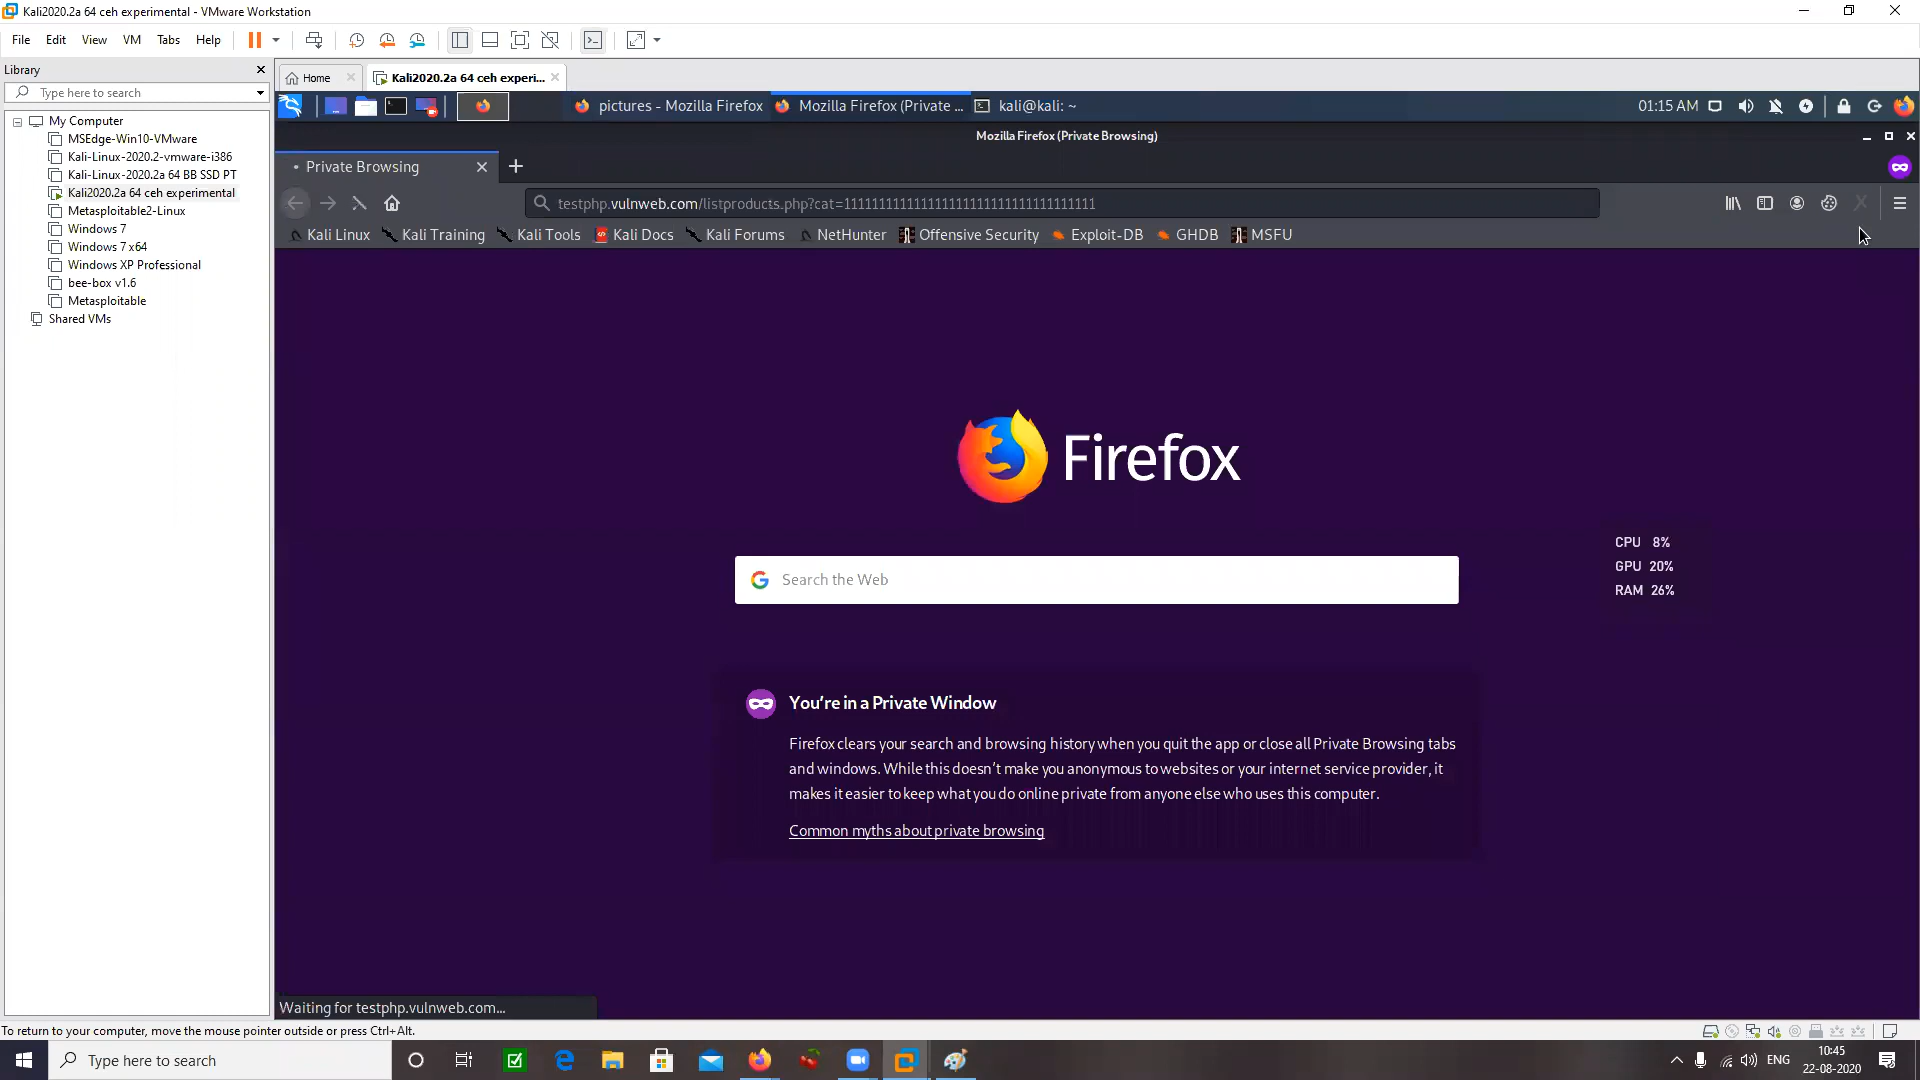 Kali2020.2a 64 ceh experimental - VMware Workstation
File Edit View VM Tabs Help
Library
Type here to search
My Computer
MSEdge-Win10-VMware
Kali-Linux-2020.2-vmware-i386
Kali-Linux-2020.2a 64 BB SSD PT
Kali2020.2a 64 ceh experimental
Metasploitable2-Linux
Windows 7
Windows 7 x64
Windows XP Professional
bee-box v1.6
Metasploitable
Shared VMs
Home Kali2020.2a 64 ceh experi...
pictures - Mozilla Firefox Mozilla Firefox (Private ... kali@kali: ~ 01:15 AM
Mozilla Firefox (Private Browsing)
Private Browsing
Kali Linux Kali Training Kali Tools Kali Docs Kali Forums NetHunter Offensive Security Exploit-DB GHDB MSFU
Firefox
Search the Web
CPU 8%
GPU 20%
RAM 26%
You're in a Private Window
Firefox clears your search and browsing history when you quit the app or close all Private Browsing tabs
and windows. While this doesn't make you anonymous to websites or your internet service provider, it
makes it easier to keep what you do online private from anyone else who uses this computer.
Common myths about private browsing
Waiting for testphp.vulnweb.com...
To return to your computer, move the mouse pointer outside or press Ctrl+Alt.
Type here to search
ENG
10:45
22-08-2020